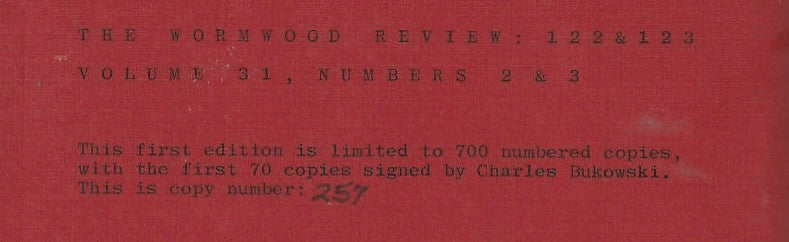 THE WORMWOOD REVIEW: 122&123
VOLUME 31, NUMBERS 2 & 3
This first edition is limited to 700 numbered copies,
with the first 70 copies signed by Charles Bukowski.
This is copy number: 257